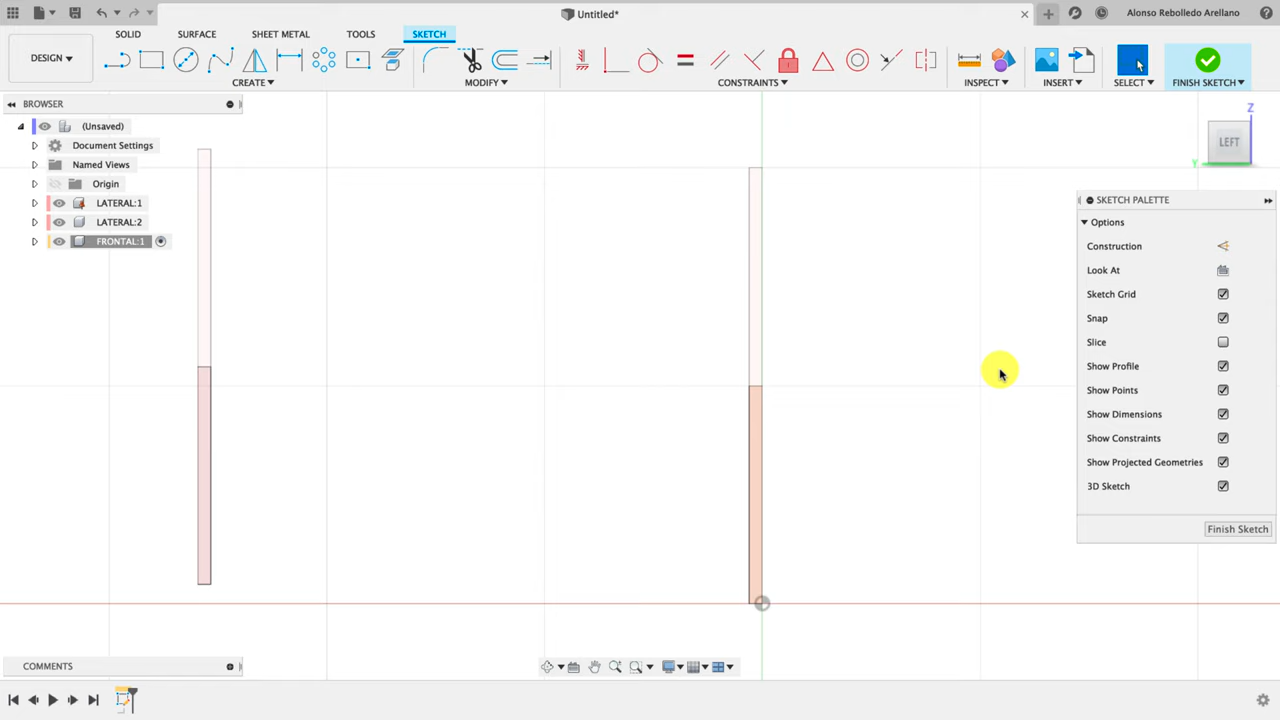 Untitled*
Alonso Rebolledo Arellano
SOLID
SURFACE
SHEET METAL
TOOLS
SKETCH
DESIGN
CREATE
MODIFY
CONSTRAINTS
INSPECT
INSERT
SELECT
FINISH SKETCH
BROWSER
(Unsaved)
Document Settings
Named Views
Origin
LATERAL:1
LATERAL:2
FRONTAL:1
Z
LEFT
Y
SKETCH PALETTE
Options
Construction
Look At
Sketch Grid
Snap
Slice
Show Profile
Show Points
Show Dimensions
Show Constraints
Show Projected Geometries
3D Sketch
Finish Sketch
COMMENTS